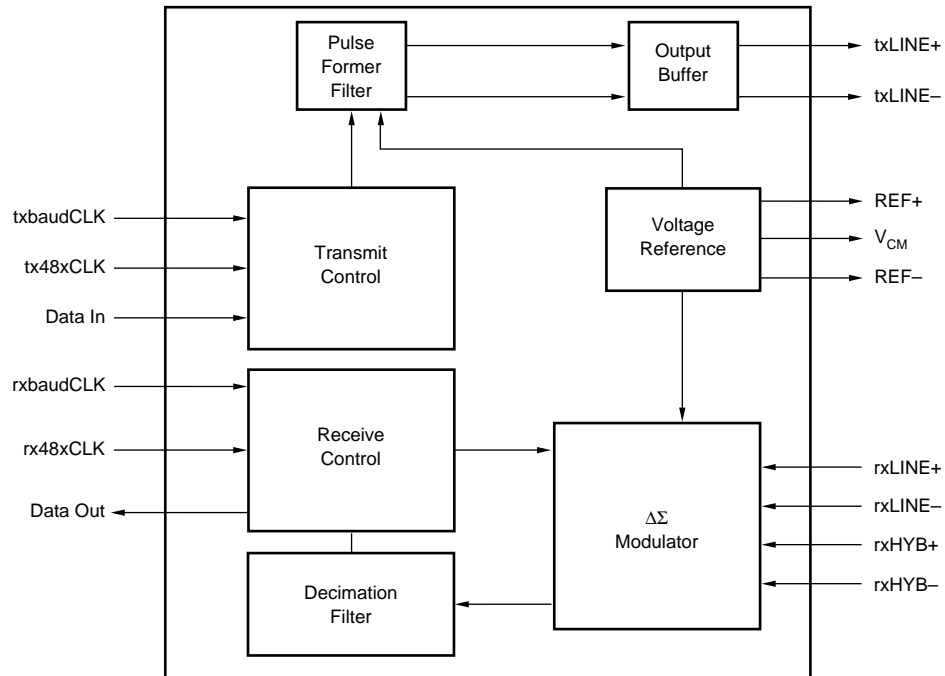 Pulse
Former
Filter
Output
Buffer
txLINE+
txLINE–
txbaudCLK
tx48xCLK
Data In
Transmit
Control
Voltage
Reference
REF+
VCM
REF–
rxbaudCLK
rx48xCLK
Data Out
Receive
Control
Decimation
Filter
ΔΣ
Modulator
rxLINE+
rxLINE–
rxHYB+
rxHYB–